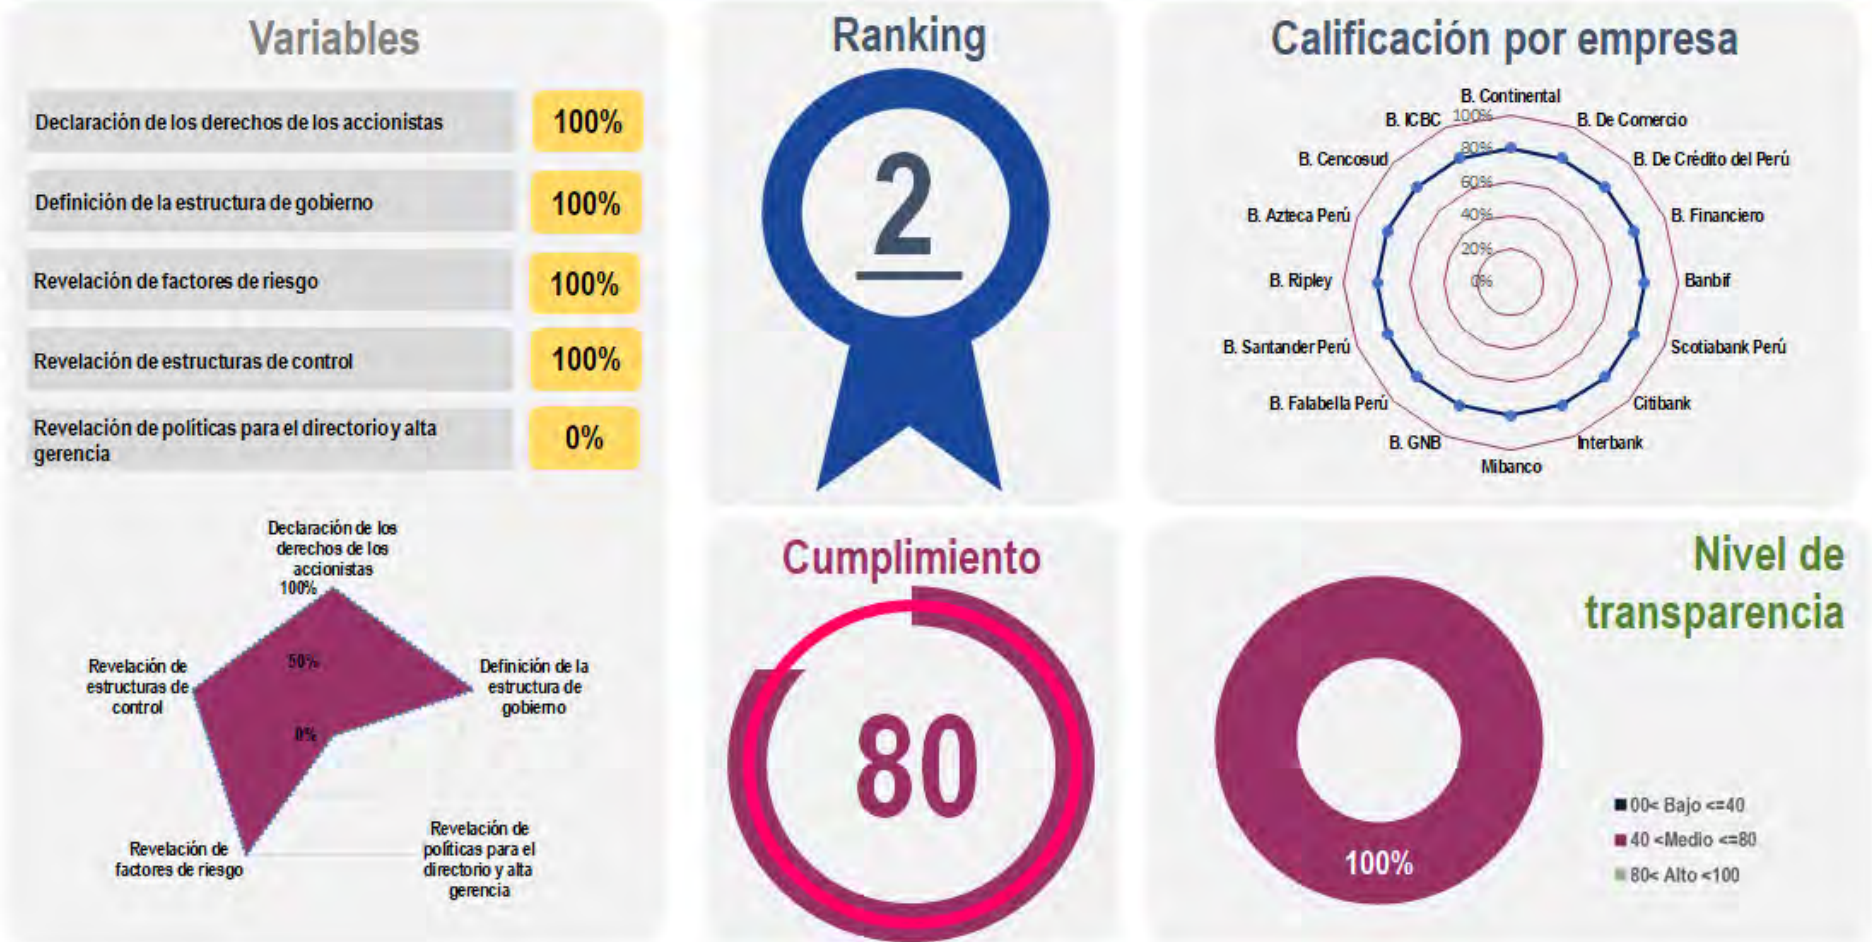 Variables
Declaración de los derechos de los accionistas
100%
Definición de la estructura de gobierno
100%
Revelación de factores de riesgo
100%
Revelación de estructuras de control
100%
Revelación de políticas para el directorio y alta
gerencia
0%
Declaración de los
derechos de los
accionistas
100%
50%
0%
Definición de la
estructura de
gobierno
Revelación de
políticas para el
directorio y alta
gerencia
Revelación de
factores de riesgo
Revelación de
estructuras de
control
Ranking
2
Cumplimiento
80
Calificación por empresa
B. Continental
B. De Comercio
B. De Crédito del Perú
B. Financiero
Banbif
Scotiabank Perú
Citibank
Interbank
Mibanco
B. GNB
B. Falabella Perú
B. Santander Perú
B. Ripley
B. Azteca Perú
B. Cencosud
B. ICBC
100%
80%
60%
40%
20%
0%
Nivel de
transparencia
100%
00< Bajo <=40
40 <Medio <=80
80< Alto <100